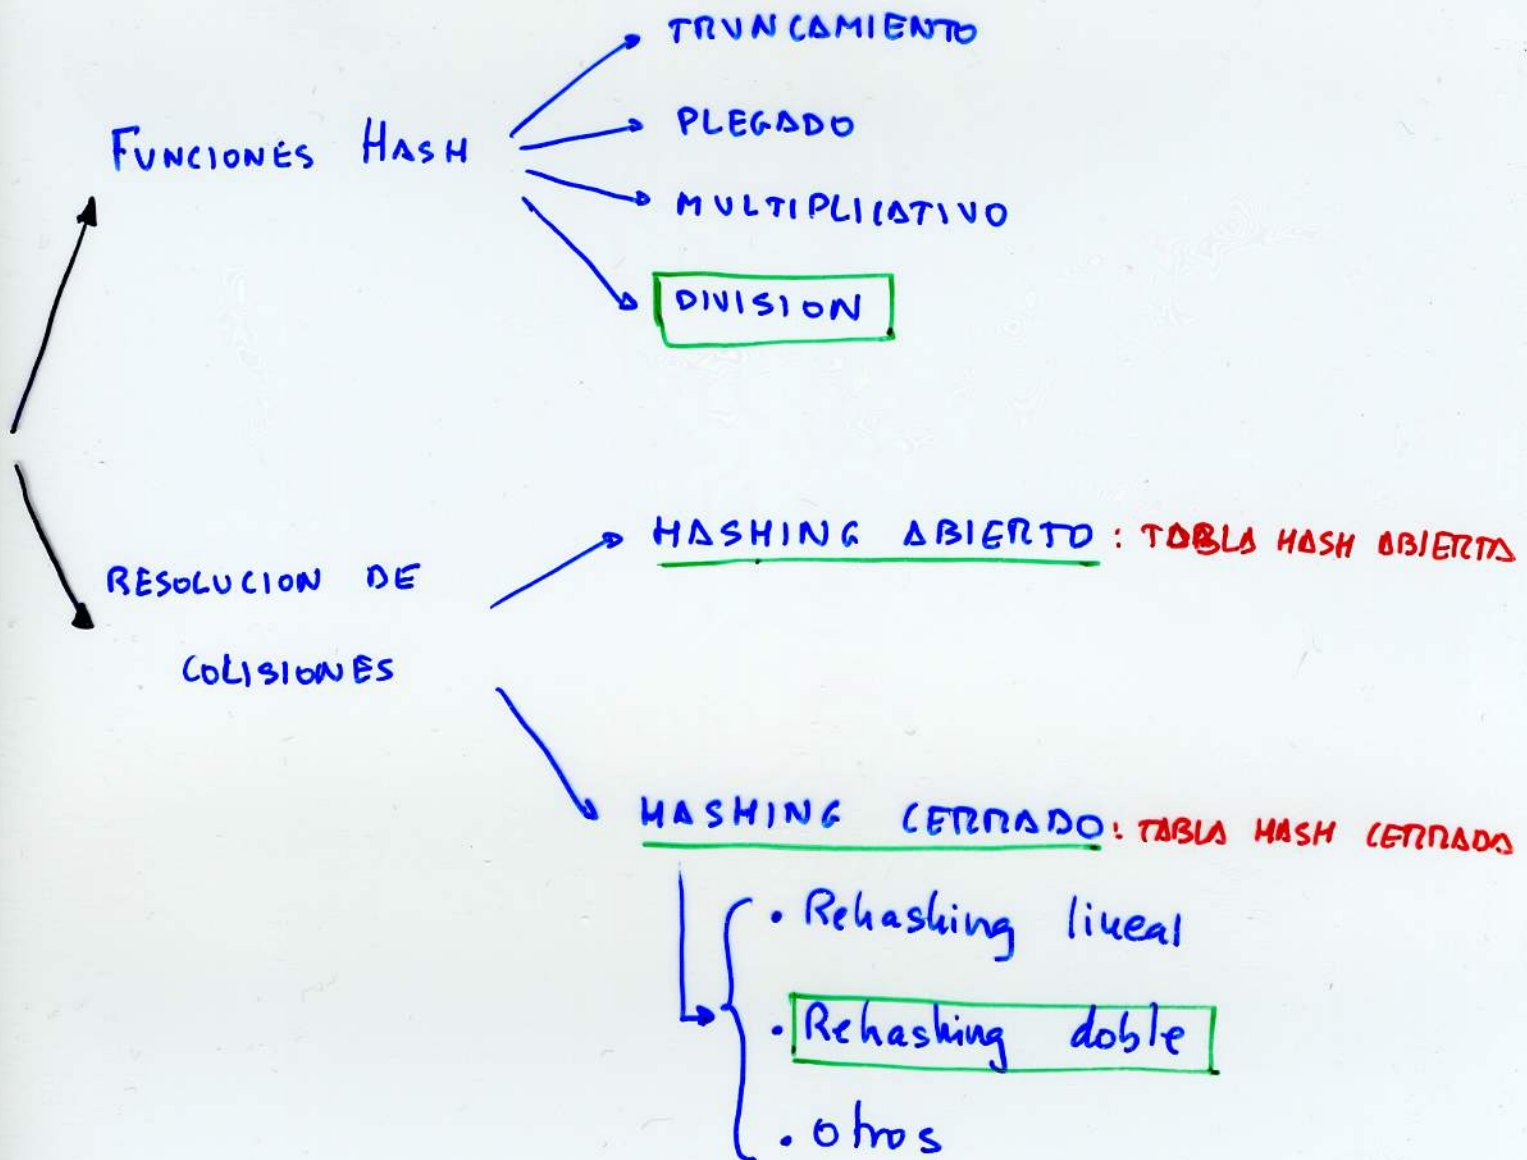 TRUNCAMIENTO
FUNCIONES HASH
PLEGADO
MULTIPLICATIVO
DIVISION
HASHING ABIERTO : TABLA HASH ABIERTA
RESOLUCION DE
COLISIONES
HASHING CERRADO : TABLA HASH CERRADA
• Rehashing lineal
• Rehashing doble
• otros